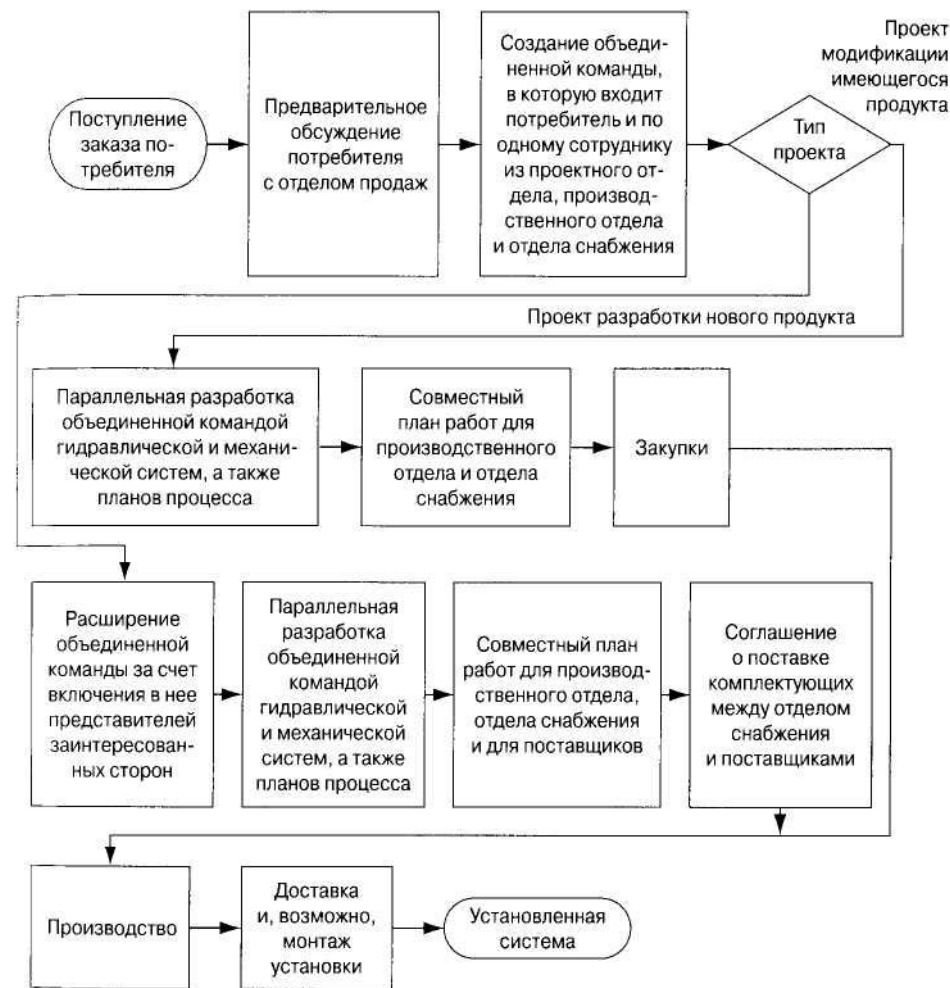 Поступление
заказа по-
требителя
Предварительное
обсуждение
потребителя
с отделом продаж
Создание объеди-
ненной команды,
в которую входит
потребитель и по
одному сотруднику
из проектного от-
дела, производ-
ственного отдела
и отдела снабжения
Тип
проекта
Проект
модификации
имеющегося
продукта
Проект разработки нового продукта
Параллельная разработка
объединенной командой
гидравлической и механи-
ческой систем, а также
планов процесса
Совместный
план работ для
производственного
отдела и отдела
снабжения
Закупки
Расширение
объединенной
команды за счет
включения в нее
представителей
заинтересован-
ных сторон
Параллельная
разработка
объединенной
командой
гидравлической
и механической
систем, а также
планов процесса
Совместный план
работ для производ-
ственного отдела,
отдела снабжения
и для поставщиков
Соглашение
о поставке
комплектующих
между отделом
снабжения
и поставщиками
Производство
Доставка
и, возможно,
монтаж
установки
Установленная
система